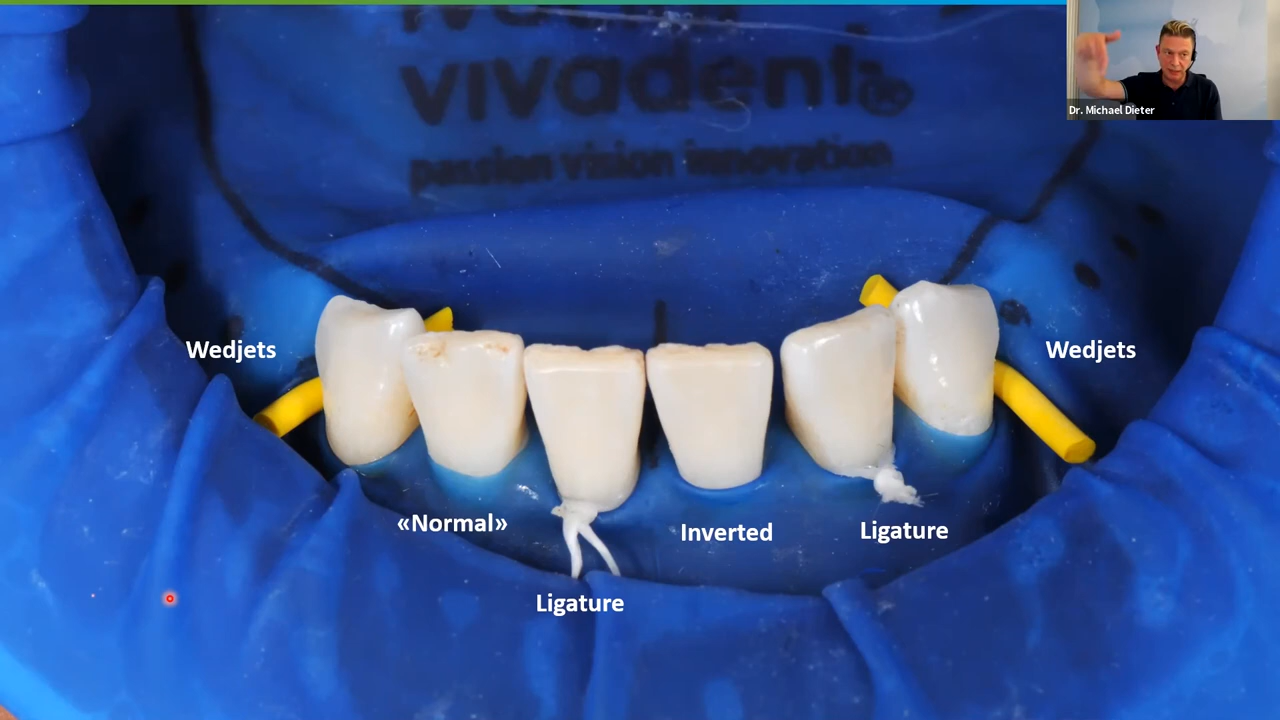 vivadent
passion vision innovation
Dr. Michael Dieter
Wedjets
Wedjets
«Normal»
Inverted
Ligature
Ligature